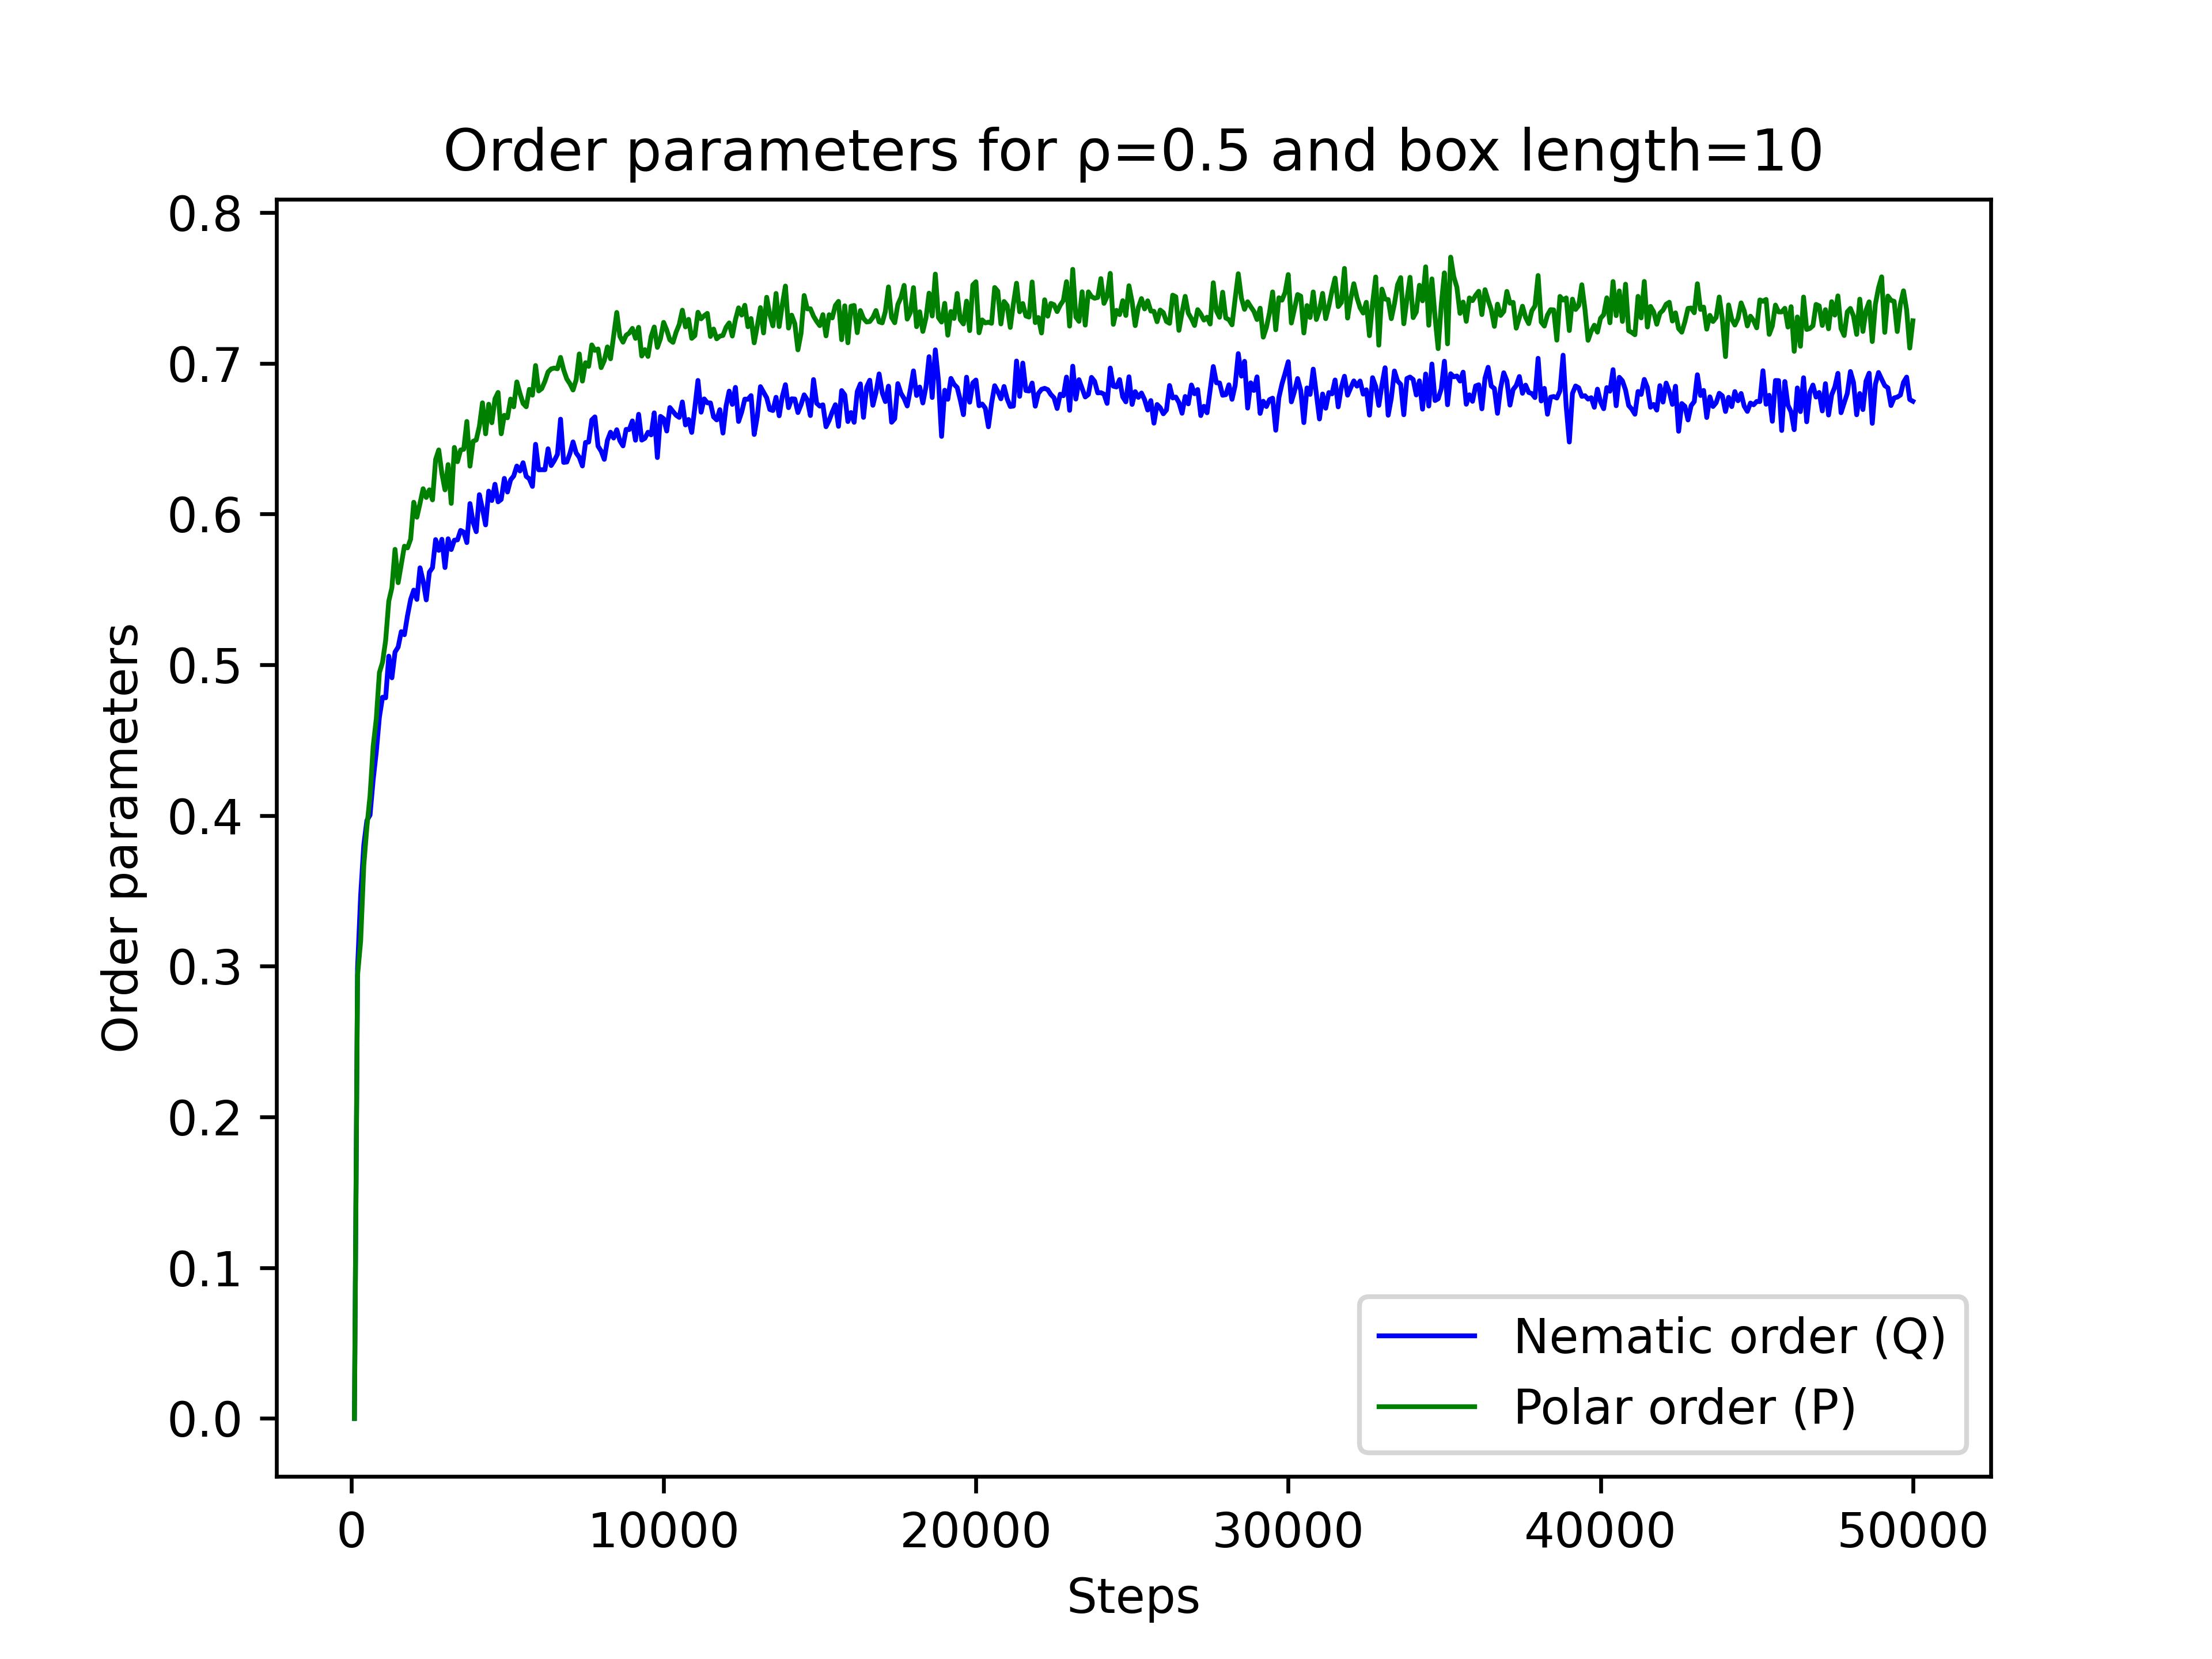 Order parameters for ρ=0.5 and box length=10
Order parameters
0.8
0.7
0.6
0.5
0.4
0.3
0.2
0.1
0.0
Nematic order (Q)
Polar order (P)
0 10000 20000 30000 40000 50000
Steps